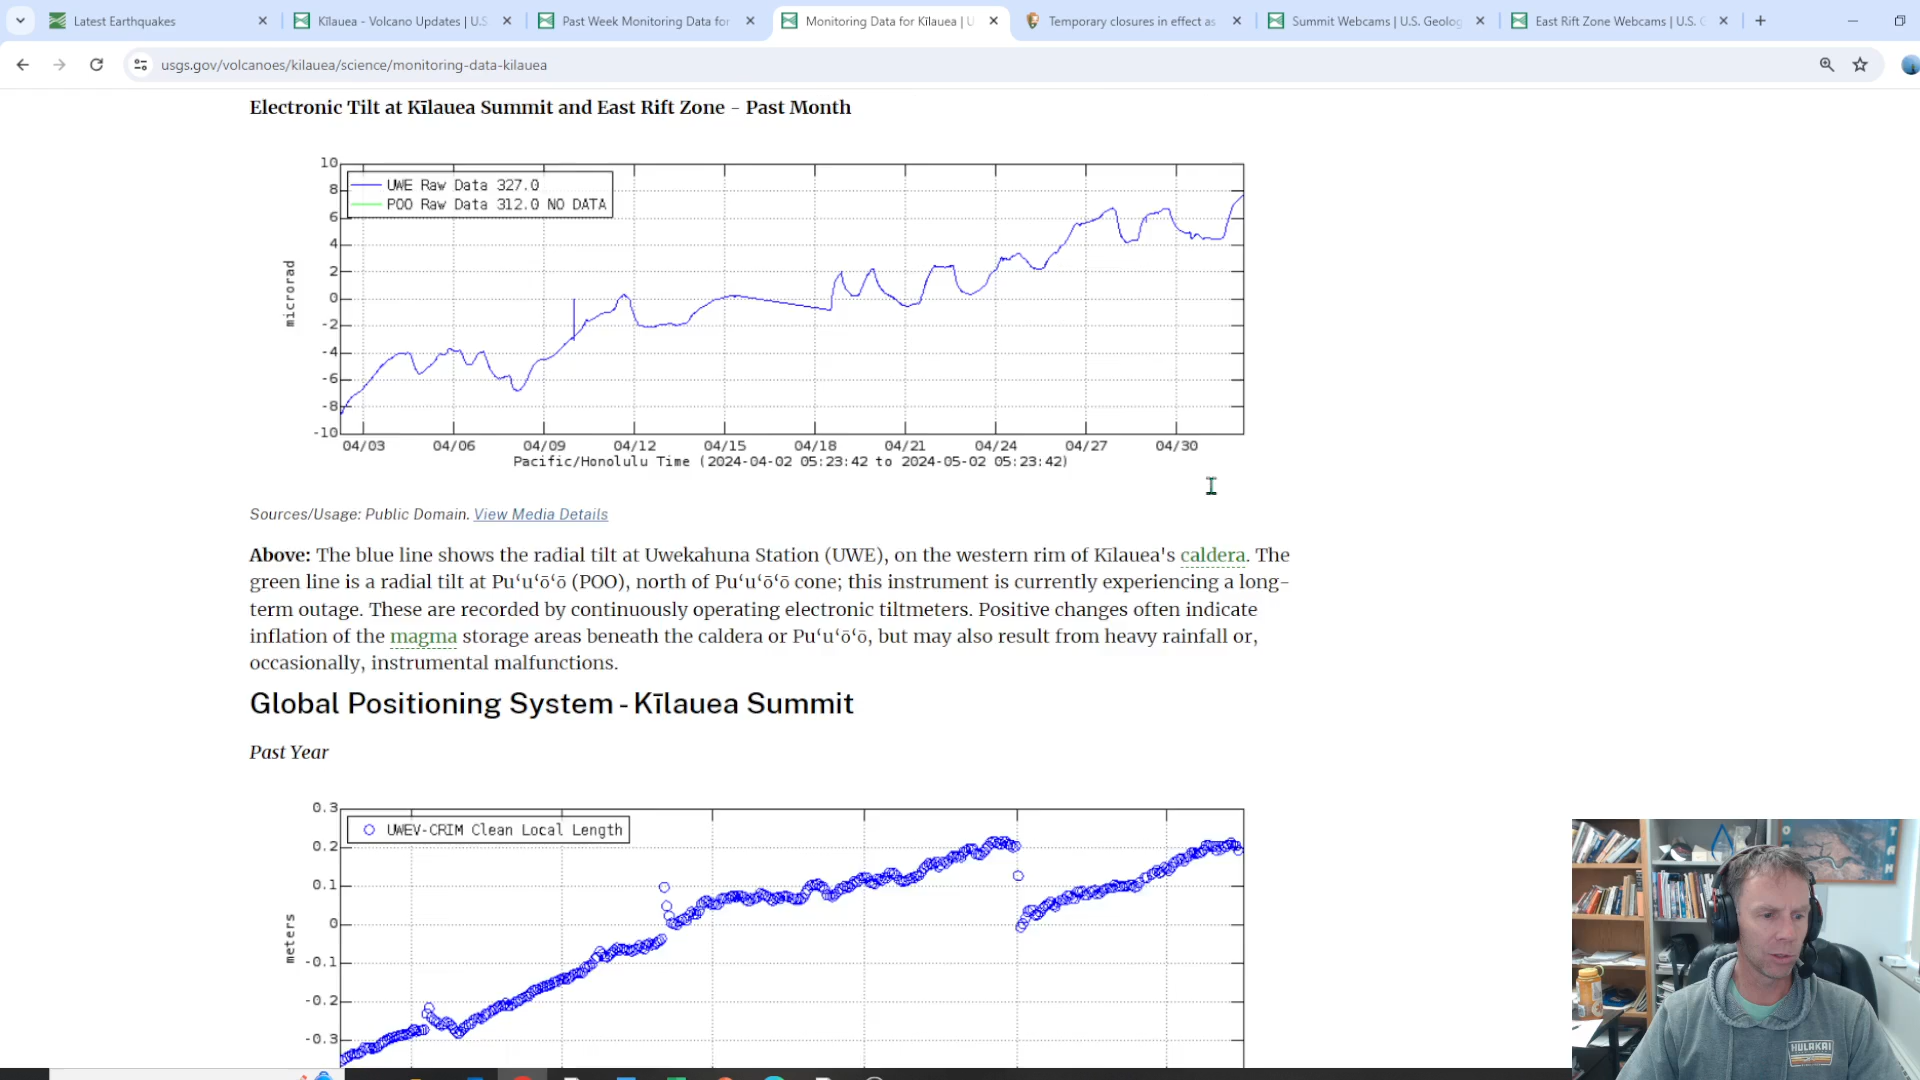 Latest Earthquakes
Kīlauea - Volcano Updates | U.S
Past Week Monitoring Data for
Monitoring Data for Kīlauea | U
Temporary closures in effect as
Summit Webcams | U.S. Geolog
East Rift Zone Webcams | U.S. G
usgs.gov/volcanoes/kilauea/science/monitoring-data-kilauea
Electronic Tilt at Kīlauea Summit and East Rift Zone - Past Month
10
8
6
4
2
0
-2
-4
-6
-8
-10
microrad
UWE Raw Data 327.0
POO Raw Data 312.0 NO DATA
04/03 04/06 04/09 04/12 04/15 04/18 04/21 04/24 04/27 04/30
Pacific/Honolulu Time (2024-04-02 05:23:42 to 2024-05-02 05:23:42)
Sources/Usage: Public Domain. View Media Details
Above: The blue line shows the radial tilt at Uwekahuna Station (UWE), on the western rim of Kīlauea's caldera. The
green line is a radial tilt at Puʻuʻōʻō (POO), north of Puʻuʻōʻō cone; this instrument is currently experiencing a long-
term outage. These are recorded by continuously operating electronic tiltmeters. Positive changes often indicate
inflation of the magma storage areas beneath the caldera or Puʻuʻōʻō, but may also result from heavy rainfall or,
occasionally, instrumental malfunctions.
Global Positioning System - Kīlauea Summit
Past Year
0.3
0.2
0.1
0
-0.1
-0.2
-0.3
meters
UWEV-CRIM Clean Local Length
HULAKAI